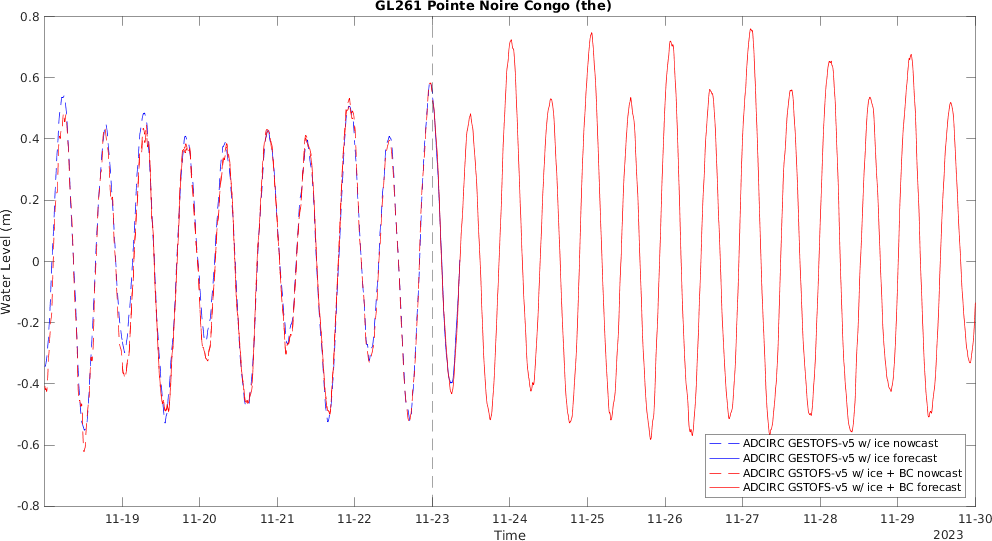 GL261 Pointe Noire Congo (the)
Water Level (m)
0.8
0.6
0.4
0.2
0
-0.2
-0.4
-0.6
-0.8
ADCIRC GESTOFS-v5 w/ ice nowcast
ADCIRC GESTOFS-v5 w/ ice forecast
ADCIRC GSTOFS-v5 w/ ice + BC nowcast
ADCIRC GSTOFS-v5 w/ ice + BC forecast
11-19 11-20 11-21 11-22 11-23 11-24 11-25 11-26 11-27 11-28 11-29 11-30
Time
2023